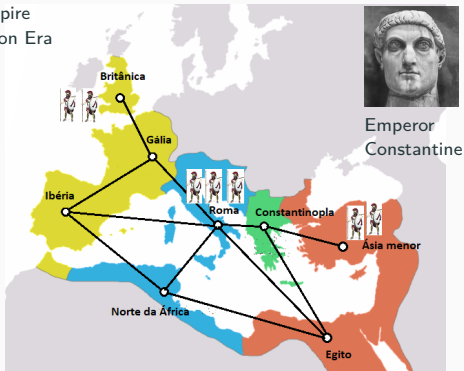 pire
on Era
Britânica
Gália
Ibéria
Roma
Constantinopla
Ásia menor
Norte da África
Egito
Emperor
Constantine